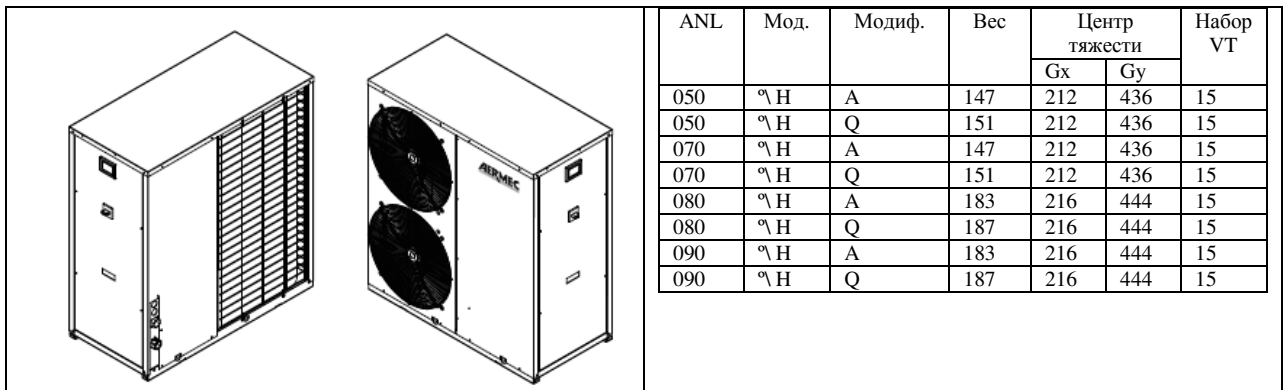 AERMEC
ANL Мод. Модиф. Вес Центр тяжести Набор VT
Gx Gy
050 º\ H A 147 212 436 15
050 º\ H Q 151 212 436 15
070 º\ H A 147 212 436 15
070 º\ H Q 151 212 436 15
080 º\ H A 183 216 444 15
080 º\ H Q 187 216 444 15
090 º\ H A 183 216 444 15
090 º\ H Q 187 216 444 15